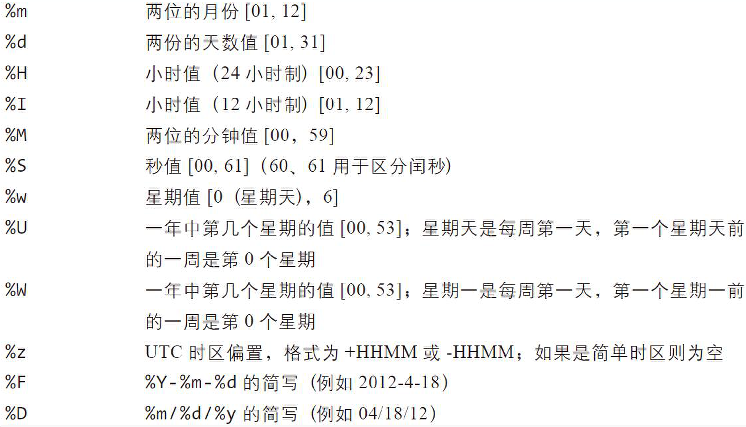 %m 两位的月份 [01, 12]
%d 两份的天数值 [01, 31]
%H 小时值（24 小时制）[00, 23]
%I 小时值（12 小时制）[01, 12]
%M 两位的分钟值 [00，59]
%S 秒值 [00, 61]（60、61 用于区分闰秒）
%w 星期值 [0（星期天），6]
%U 一年中第几个星期的值 [00, 53]；星期天是每周第一天，第一个星期天前
的一周是第 0 个星期
%W 一年中第几个星期的值 [00, 53]；星期一是每周第一天，第一个星期一前
的一周是第 0 个星期
%z UTC 时区偏置，格式为 +HHMM 或 -HHMM；如果是简单时区则为空
%F %Y-%m-%d 的简写（例如 2012-4-18）
%D %m/%d/%y 的简写（例如 04/18/12）